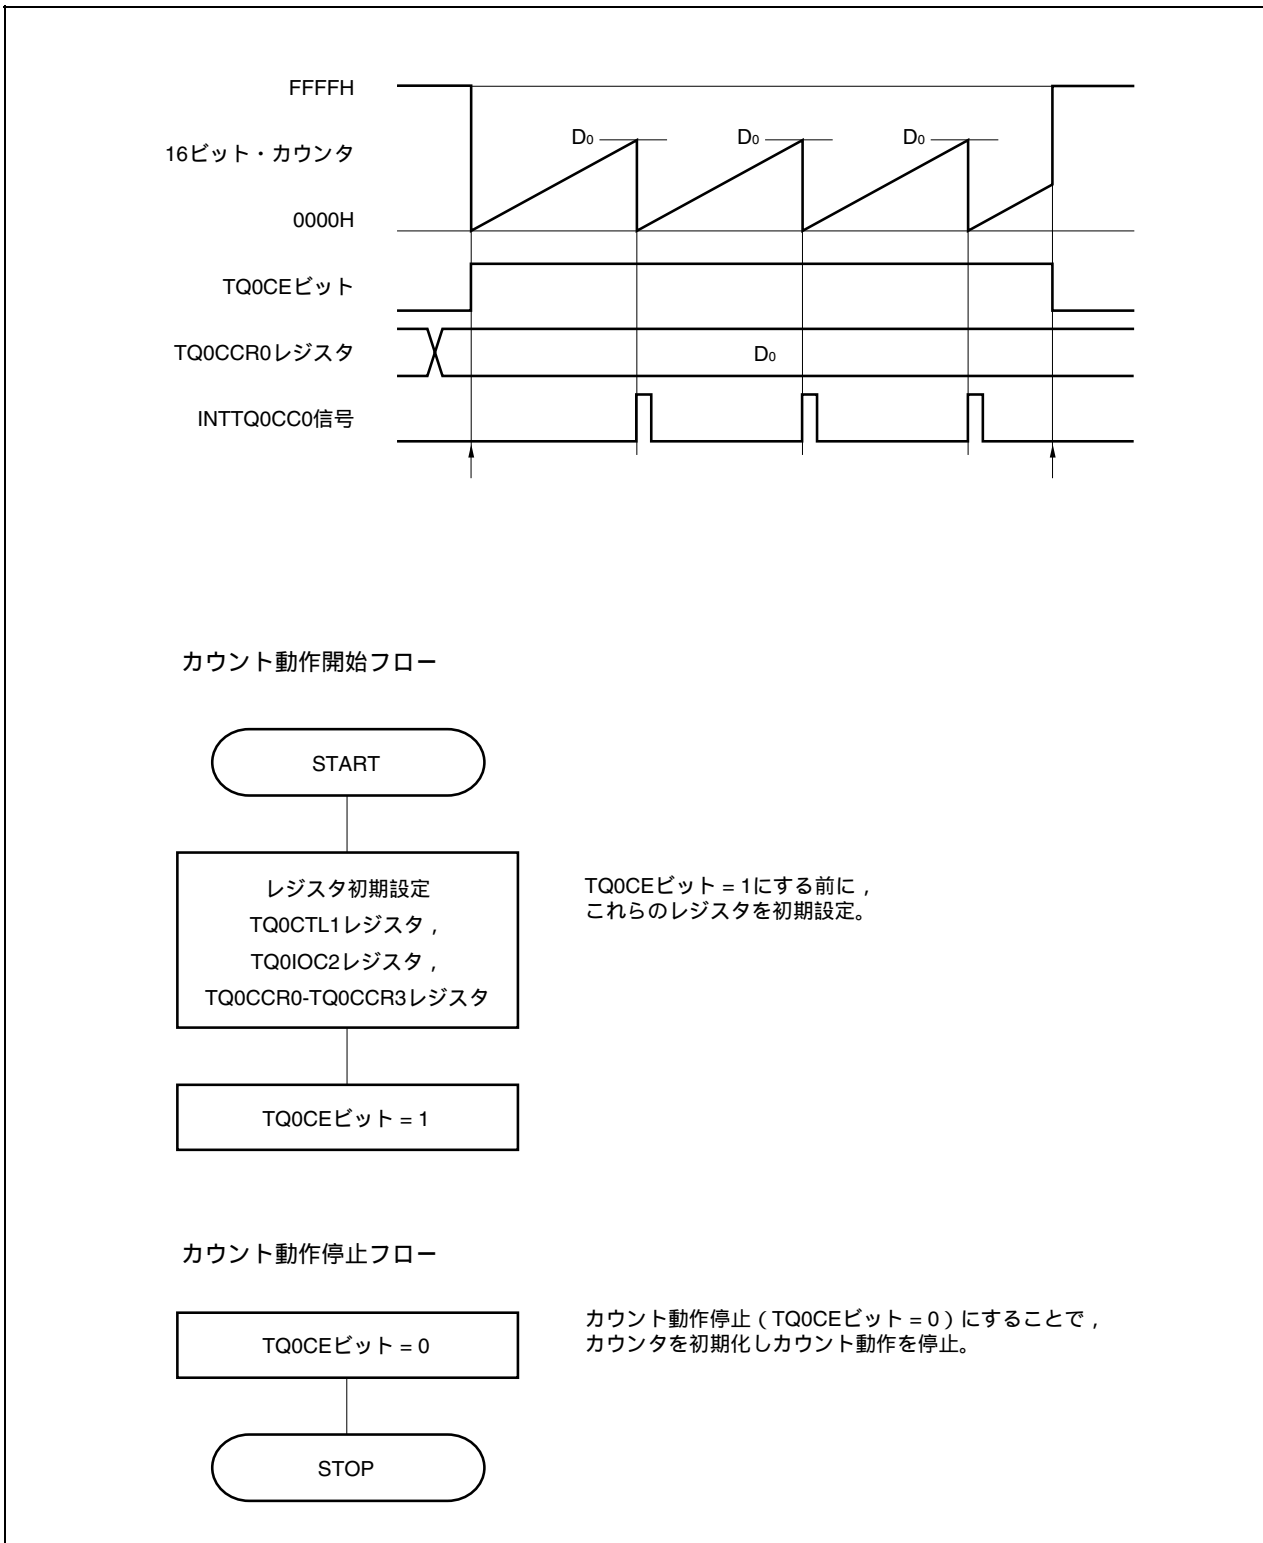 FFFFH
D0
D0
D0
16ビット・カウンタ
0000H
TQ0CEビット
TQ0CCR0レジスタ
D0
INTTQ0CC0信号
カウント動作開始フロー
START
レジスタ初期設定
TQ0CTL1レジスタ,
TQ0IOC2レジスタ,
TQ0CCR0-TQ0CCR3レジスタ
TQ0CEビット = 1にする前に,
これらのレジスタを初期設定。
TQ0CEビット = 1
カウント動作停止フロー
TQ0CEビット = 0
カウント動作停止(TQ0CEビット = 0)にすることで,
カウンタを初期化しカウント動作を停止。
STOP